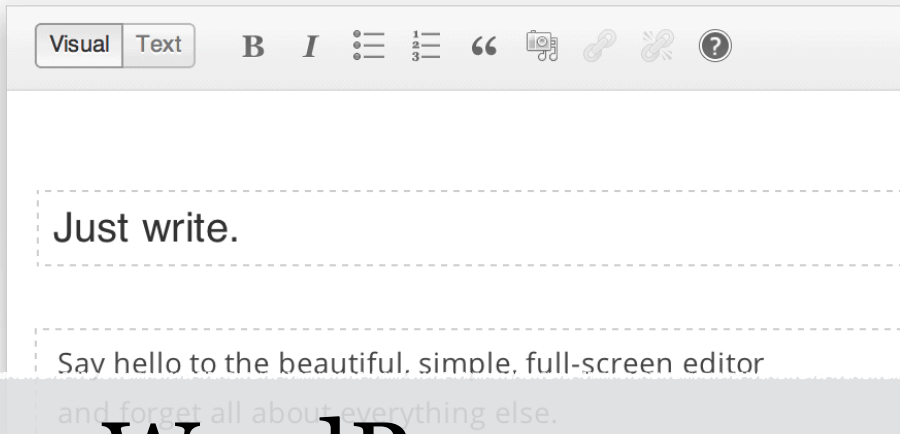 Visual Text
Just write.
Say hello to the beautiful, simple, full-screen editor
and forget all about everything else.